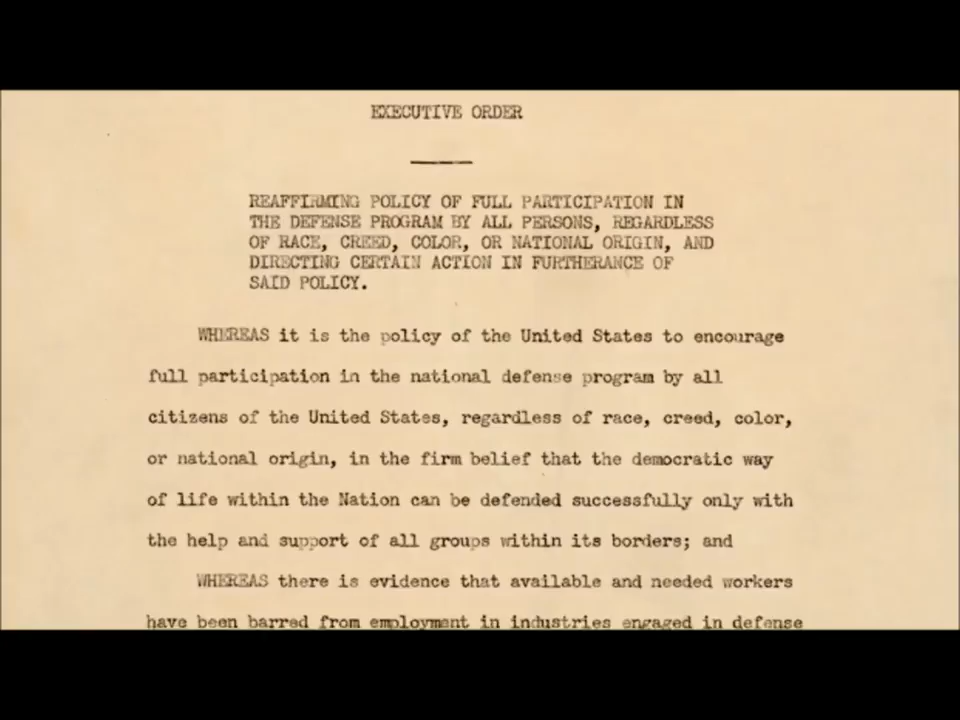 EXECUTIVE ORDER
REAFFIRMING POLICY OF FULL PARTICIPATION IN
THE DEFENSE PROGRAM BY ALL PERSONS, REGARDLESS
OF RACE, CREED, COLOR, OR NATIONAL ORIGIN, AND
DIRECTING CERTAIN ACTION IN FURTHERANCE OF
SAID POLICY.
WHEREAS it is the policy of the United States to encourage
full participation in the national defense program by all
citizens of the United States, regardless of race, creed, color,
or national origin, in the firm belief that the democratic way
of life within the Nation can be defended successfully only with
the help and support of all groups within its borders; and
WHEREAS there is evidence that available and needed workers
have been barred from employment in industries engaged in defense